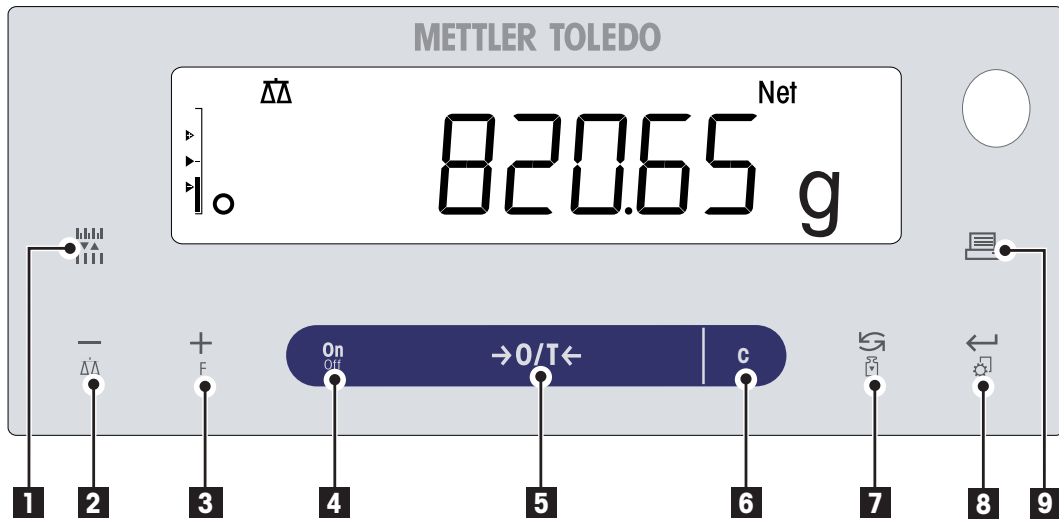 METTLER TOLEDO
Net
820.65 g
− + On →0/T← C
F Off
1 2 3 4 5 6 7 8 9